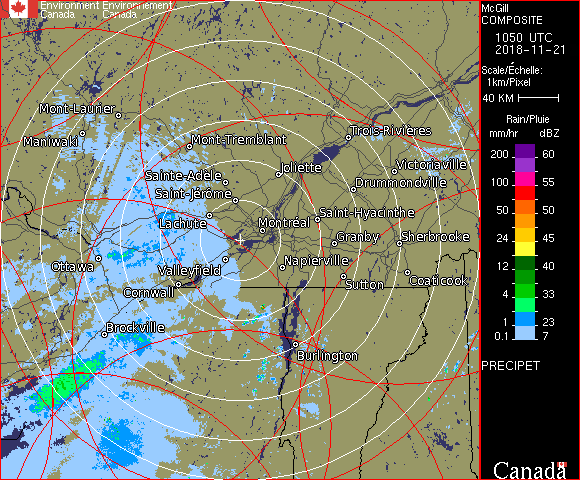 Environment Environnement
Canada Canada
McGill
COMPOSITE
1050 UTC
2018-11-21
Scale/Échelle:
1km/Pixel
40 KM
Rain/Pluie
mm/hr dBZ
200 60
100 55
50 50
24 45
12 40
4 33
1 23
0.1 7
PRECIPET
Canada
Mont-Laurier
Maniwaki
Mont-Tremblant
Trois-Rivières
Sainte-Adèle
Joliette
Victoriaville
Saint-Jérôme
Drummondville
Lachute
Montréal
Saint-Hyacinthe
Granby
Sherbrooke
Ottawa
Valleyfield
Napierville
Cornwall
Sutton
Coaticook
Brockville
Burlington